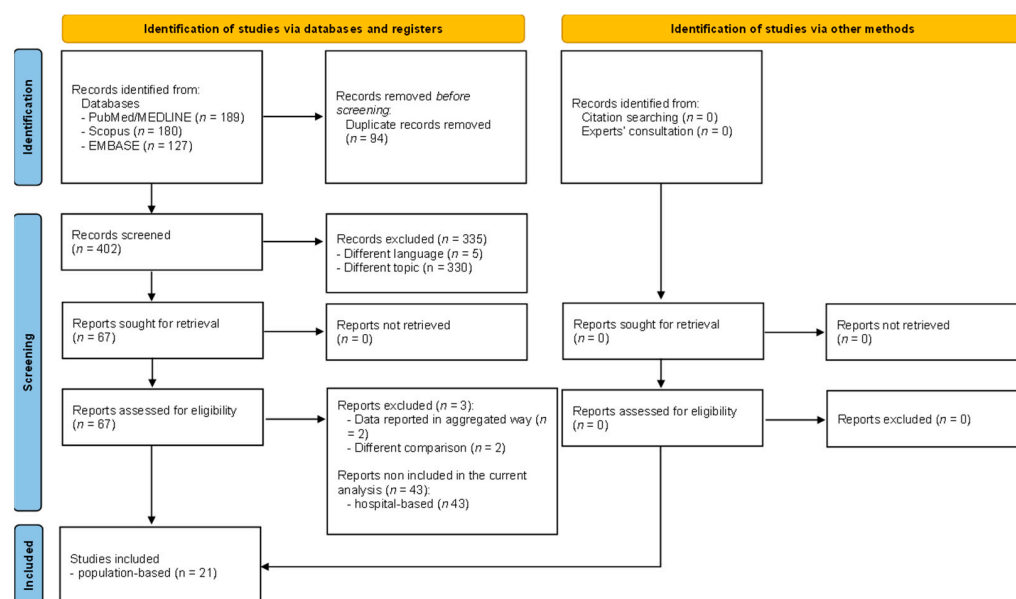 Identification of studies via databases and registers
Identification of studies via other methods
Identification
Records identified from:
Databases
- PubMed/MEDLINE (n = 189)
- Scopus (n = 180)
- EMBASE (n = 127)
Records removed before
screening:
Duplicate records removed
(n = 94)
Records identified from:
Citation searching (n = 0)
Experts' consultation (n = 0)
Screening
Records screened
(n = 402)
Records excluded (n = 335)
- Different language (n = 5)
- Different topic (n = 330)
Reports sought for retrieval
(n = 67)
Reports not retrieved
(n = 0)
Reports sought for retrieval
(n = 0)
Reports not retrieved
(n = 0)
Reports assessed for eligibility
(n = 67)
Reports excluded (n = 3):
- Data reported in aggregated way (n
= 2)
- Different comparison (n = 2)
Reports non included in the current
analysis (n = 43):
- hospital-based (n 43)
Reports assessed for eligibility
(n = 0)
Reports excluded (n = 0)
Included
Studies included
- population-based (n = 21)